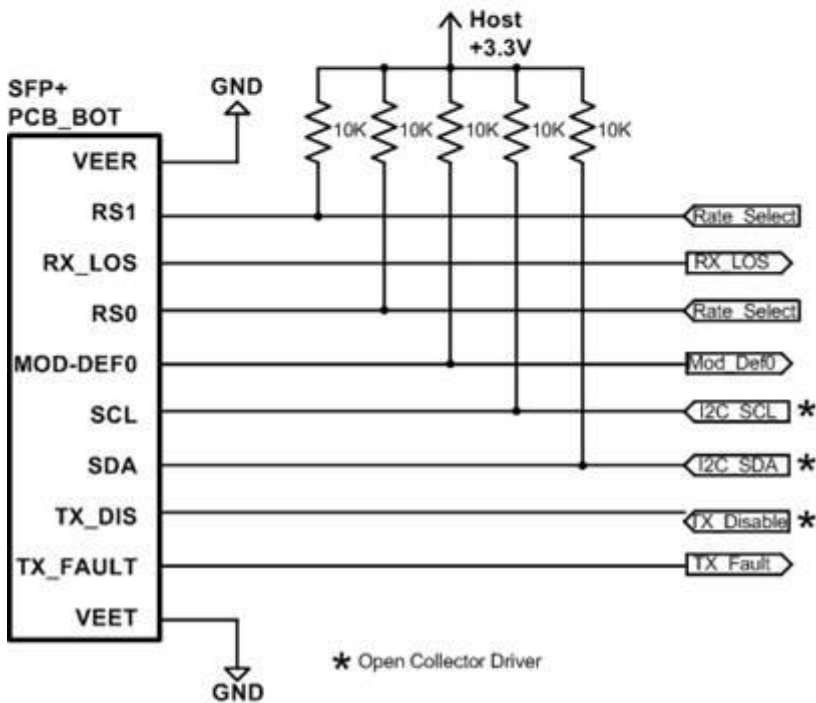 Host
+3.3V
SFP+
PCB_BOT
GND
10K
10K
10K
10K
10K
VEER
RS1
Rate_Select
RX_LOS
RX_LOS
RS0
Rate_Select
MOD-DEF0
Mod_Def0
SCL
I2C_SCL *
SDA
I2C_SDA *
TX_DIS
TX_Disable *
TX_FAULT
TX_Fault
VEET
* Open Collector Driver
GND